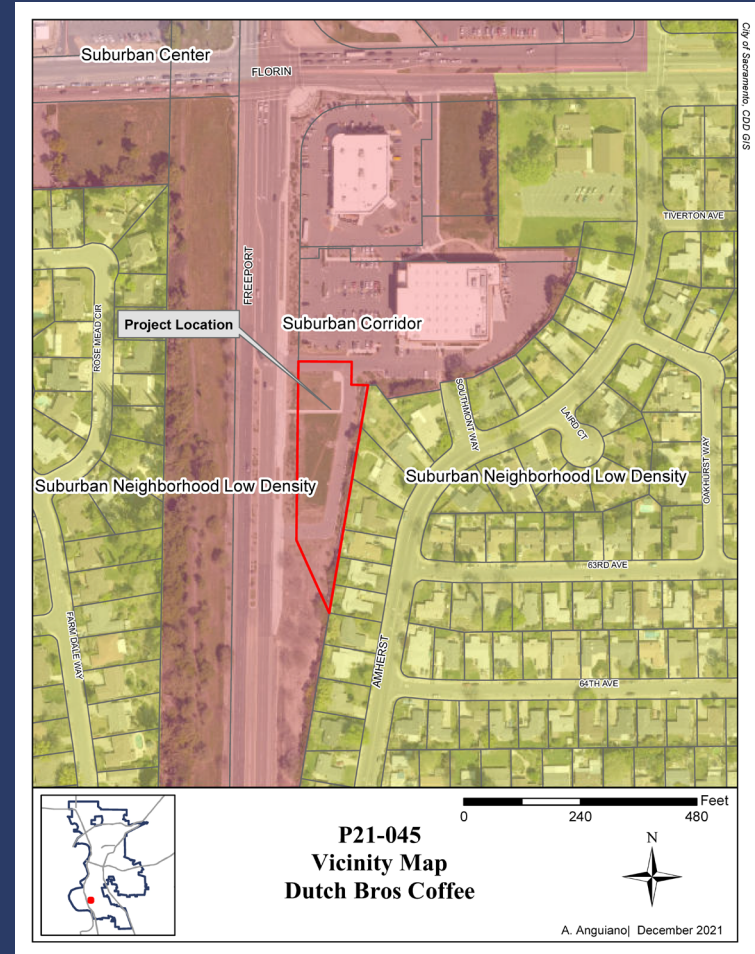 City of Sacramento, CDD GIS
Suburban Center
FLORIN
TIVERTON AVE
FREEPORT
ROSE MEAD CIR
Project Location
Suburban Corridor
SOUTHMONT WAY
LAIRD CT
OAKHURST WAY
Suburban Neighborhood Low Density
Suburban Neighborhood Low Density
63RD AVE
FARM DALE WAY
AMHERST
64TH AVE
Feet
0 240 480
P21-045
Vicinity Map
Dutch Bros Coffee
N
A. Anguiano| December 2021